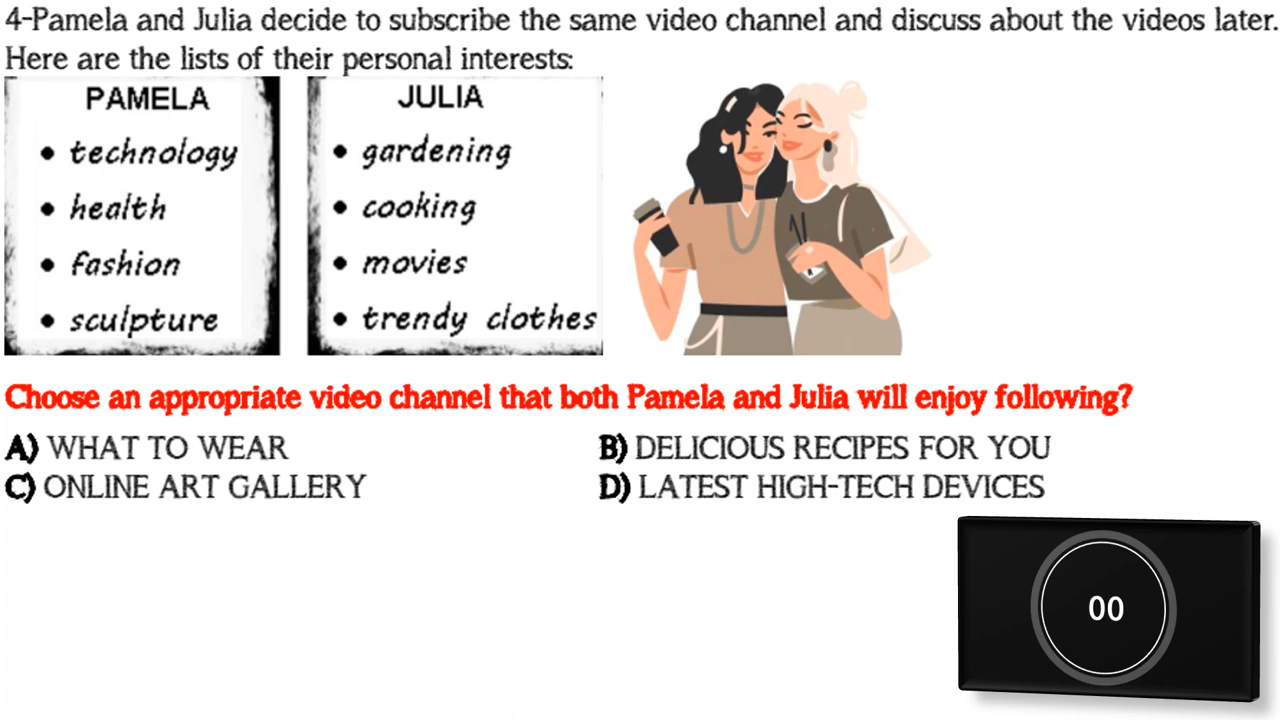 4-Pamela and Julia decide to subscribe the same video channel and discuss about the videos later.
Here are the lists of their personal interests:
PAMELA
• technology
• health
• fashion
• sculpture
JULIA
• gardening
• cooking
• movies
• trendy clothes
Choose an appropriate video channel that both Pamela and Julia will enjoy following?
A) WHAT TO WEAR
B) DELICIOUS RECIPES FOR YOU
C) ONLINE ART GALLERY
D) LATEST HIGH-TECH DEVICES
00